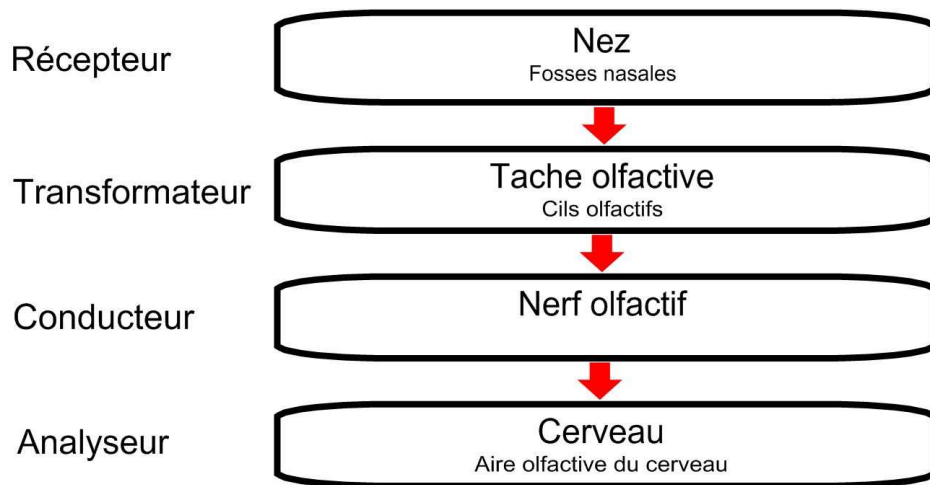 Récepteur
Nez
Fosses nasales
Transformateur
Tache olfactive
Cils olfactifs
Conducteur
Nerf olfactif
Analyseur
Cerveau
Aire olfactive du cerveau